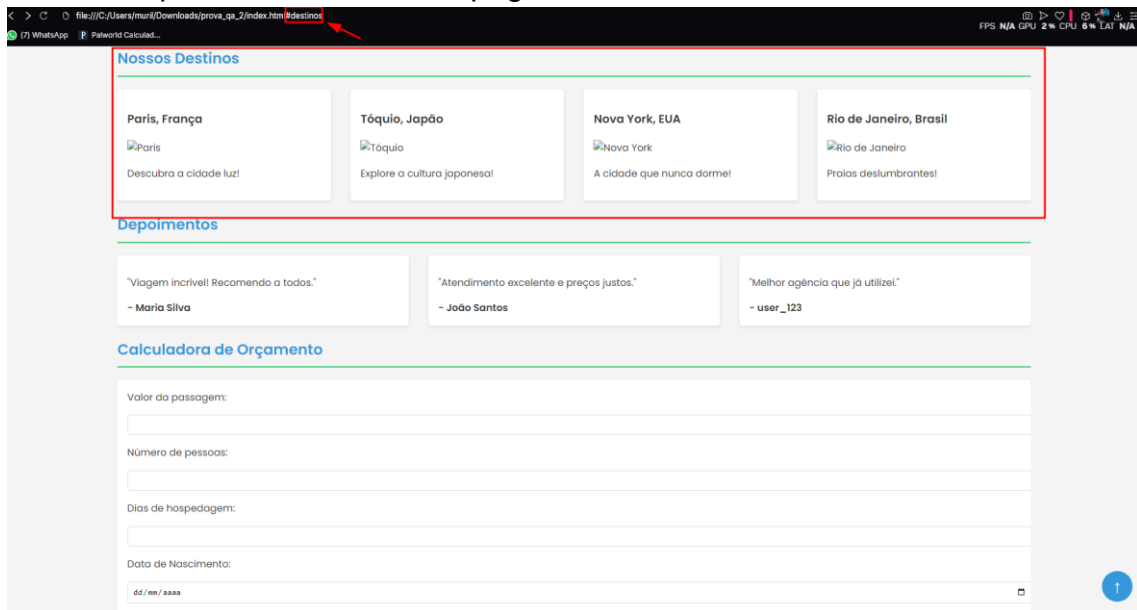 file:///C:/Users/muril/Downloads/prova_qa_2/index.html#destinos
FPS N/A GPU 2% CPU 6% LAT N/A
(7) WhatsApp Palworld Calculad...
Nossos Destinos
Paris, França Tóquio, Japão Nova York, EUA Rio de Janeiro, Brasil
Paris Tóquio Nova York Rio de Janeiro
Descubra a cidade luz! Explore a cultura japonesa! A cidade que nunca dorme! Praias deslumbrantes!
Depoimentos
"Viagem incrível! Recomendo a todos." "Atendimento excelente e preços justos." "Melhor agência que já utilizei."
- Maria Silva - João Santos - user_123
Calculadora de Orçamento
Valor da passagem:
Número de pessoas:
Dias de hospedagem:
Data de Nascimento:
dd/mm/aaaa